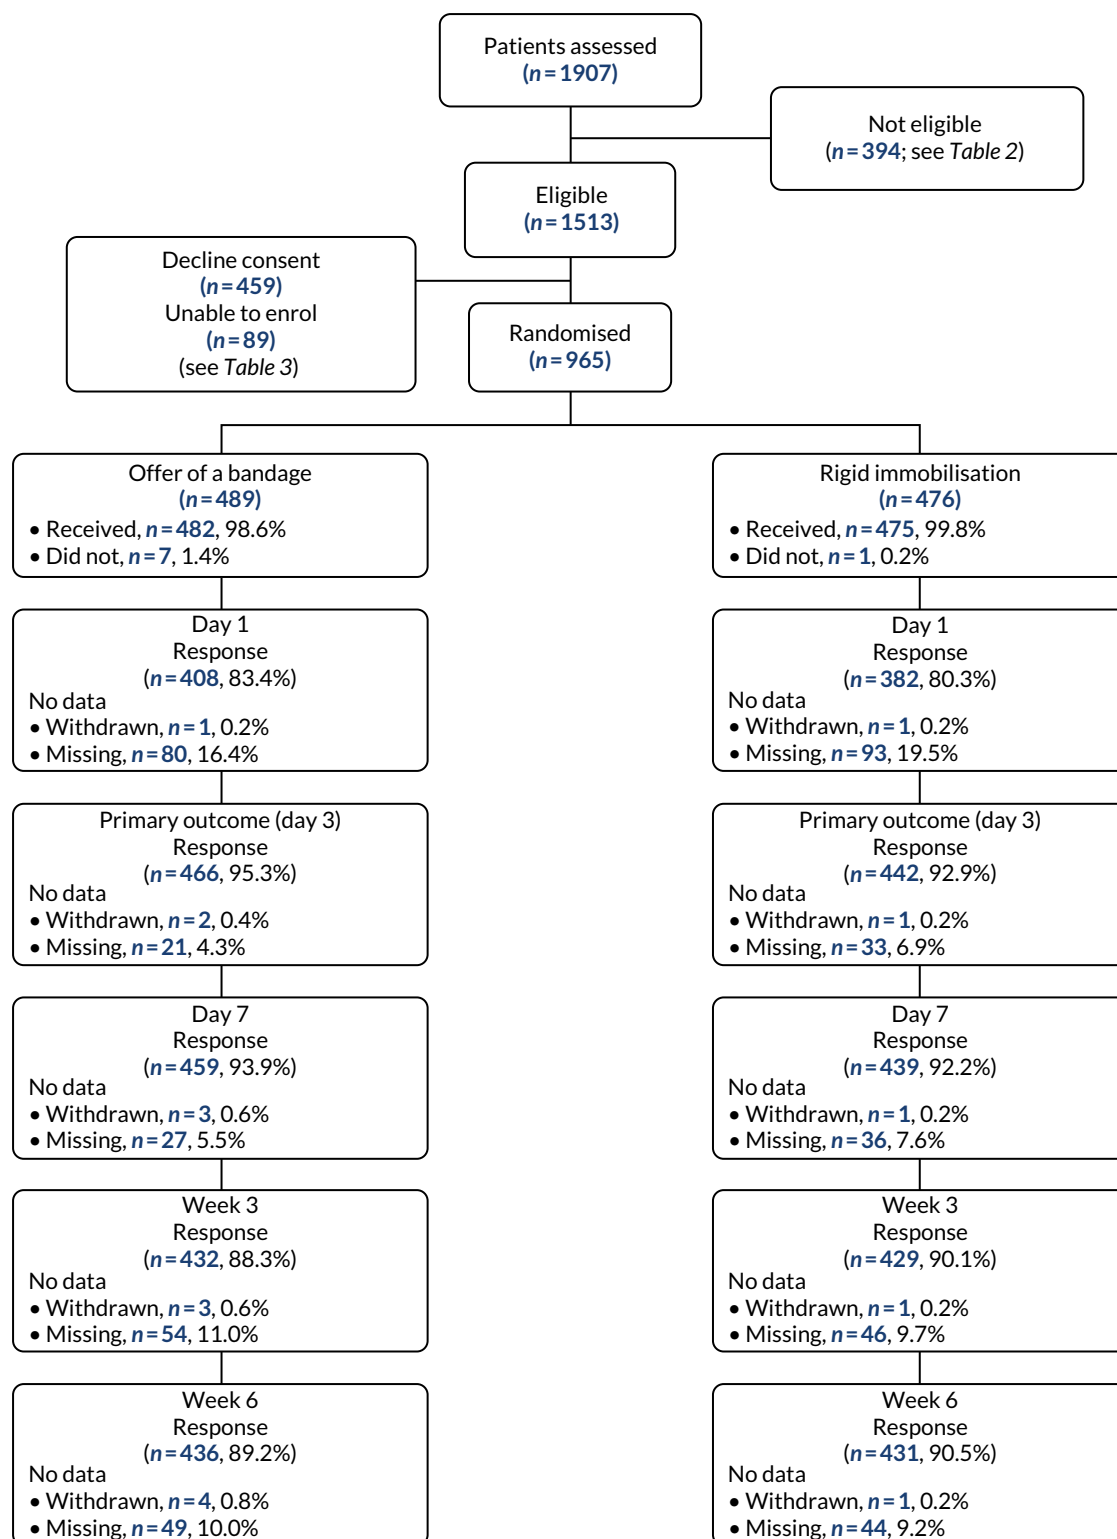 Patients assessed
(n = 1907)
Not eligible
(n = 394; see Table 2)
Eligible
(n = 1513)
Decline consent
(n = 459)
Unable to enrol
(n = 89)
(see Table 3)
Randomised
(n = 965)
Offer of a bandage
(n = 489)
• Received, n = 482, 98.6%
• Did not, n = 7, 1.4%
Rigid immobilisation
(n = 476)
• Received, n = 475, 99.8%
• Did not, n = 1, 0.2%
Day 1
Response
(n = 408, 83.4%)
No data
• Withdrawn, n = 1, 0.2%
• Missing, n = 80, 16.4%
Day 1
Response
(n = 382, 80.3%)
No data
• Withdrawn, n = 1, 0.2%
• Missing, n = 93, 19.5%
Primary outcome (day 3)
Response
(n = 466, 95.3%)
No data
• Withdrawn, n = 2, 0.4%
• Missing, n = 21, 4.3%
Primary outcome (day 3)
Response
(n = 442, 92.9%)
No data
• Withdrawn, n = 1, 0.2%
• Missing, n = 33, 6.9%
Day 7
Response
(n = 459, 93.9%)
No data
• Withdrawn, n = 3, 0.6%
• Missing, n = 27, 5.5%
Day 7
Response
(n = 439, 92.2%)
No data
• Withdrawn, n = 1, 0.2%
• Missing, n = 36, 7.6%
Week 3
Response
(n = 432, 88.3%)
No data
• Withdrawn, n = 3, 0.6%
• Missing, n = 54, 11.0%
Week 3
Response
(n = 429, 90.1%)
No data
• Withdrawn, n = 1, 0.2%
• Missing, n = 46, 9.7%
Week 6
Response
(n = 436, 89.2%)
No data
• Withdrawn, n = 4, 0.8%
• Missing, n = 49, 10.0%
Week 6
Response
(n = 431, 90.5%)
No data
• Withdrawn, n = 1, 0.2%
• Missing, n = 44, 9.2%